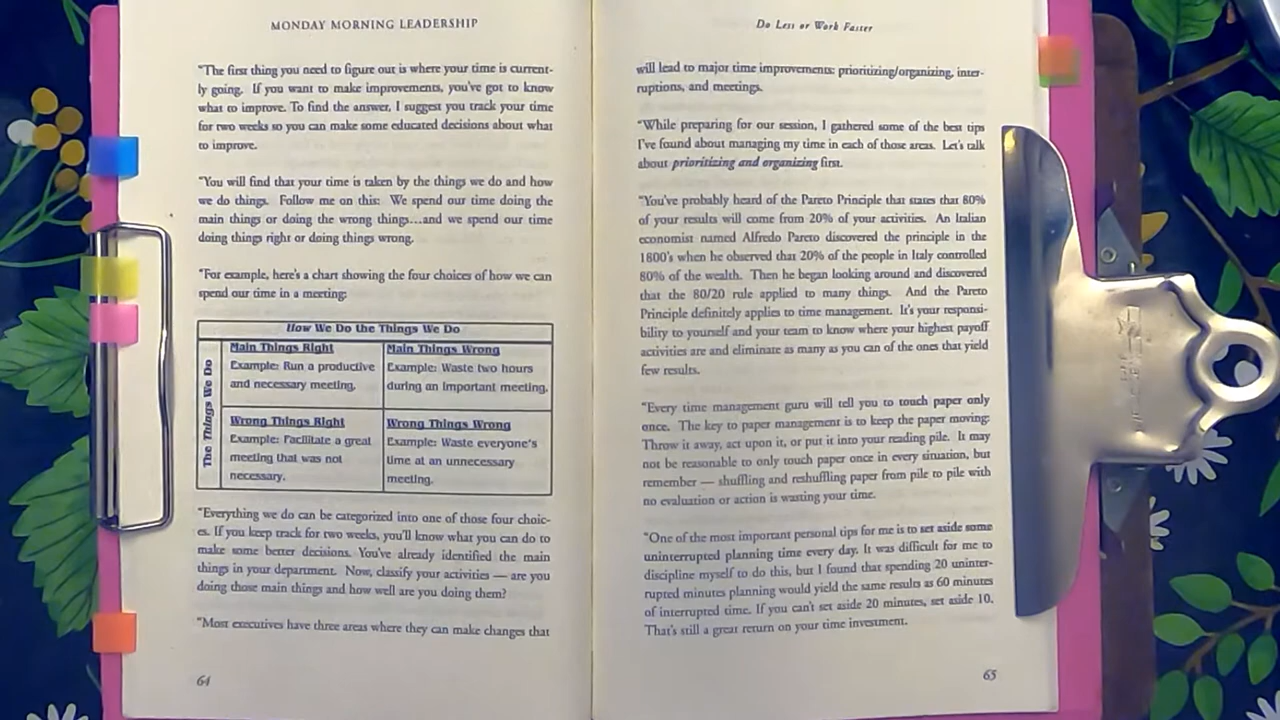 MONDAY MORNING LEADERSHIP
"The first thing you need to figure out is where your time is current-
ly going. If you want to make improvements, you've got to know
what to improve. To find the answer, I suggest you track your time
for two weeks so you can make some educated decisions about what
to improve.
"You will find that your time is taken by the things we do and how
we do things. Follow me on this: We spend our time doing the
main things or doing the wrong things...and we spend our time
doing things right or doing things wrong.
"For example, here's a chart showing the four choices of how we can
spend our time in a meeting:
How We Do the Things We Do
The Things We Do
Main Things Right
Example: Run a productive
and necessary meeting.
Main Things Wrong
Example: Waste two hours
during an important meeting.
Wrong Things Right
Example: Facilitate a great
meeting that was not
necessary.
Wrong Things Wrong
Example: Waste everyone's
time at an unnecessary
meeting.
"Everything we do can be categorized into one of those four choic-
es. If you keep track for two weeks, you'll know what you can do to
make some better decisions. You've already identified the main
things in your department. Now, classify your activities — are you
doing those main things and how well are you doing them?
"Most executives have three areas where they can make changes that
64
Do Less or Work Faster
will lead to major time improvements: prioritizing/organizing, inter-
ruptions, and meetings.
"While preparing for our session, I gathered some of the best tips
I've found about managing my time in each of those areas. Let's talk
about prioritizing and organizing first.
"You've probably heard of the Pareto Principle that states that 80%
of your results will come from 20% of your activities. An Italian
economist named Alfredo Pareto discovered the principle in the
1800's when he observed that 20% of the people in Italy controlled
80% of the wealth. Then he began looking around and discovered
that the 80/20 rule applied to many things. And the Pareto
Principle definitely applies to time management. It's your responsi-
bility to yourself and your team to know where your highest payoff
activities are and eliminate as many as you can of the ones that yield
few results.
"Every time management guru will tell you to touch paper only
once. The key to paper management is to keep the paper moving:
Throw it away, act upon it, or put it into your reading pile. It may
not be reasonable to only touch paper once in every situation, but
remember — shuffling and reshuffling paper from pile to pile with
no evaluation or action is wasting your time.
"One of the most important personal tips for me is to set aside some
uninterrupted planning time every day. It was difficult for me to
discipline myself to do this, but I found that spending 20 uninter-
rupted minutes planning would yield the same results as 60 minutes
of interrupted time. If you can't set aside 20 minutes, set aside 10.
That's still a great return on your time investment.
65